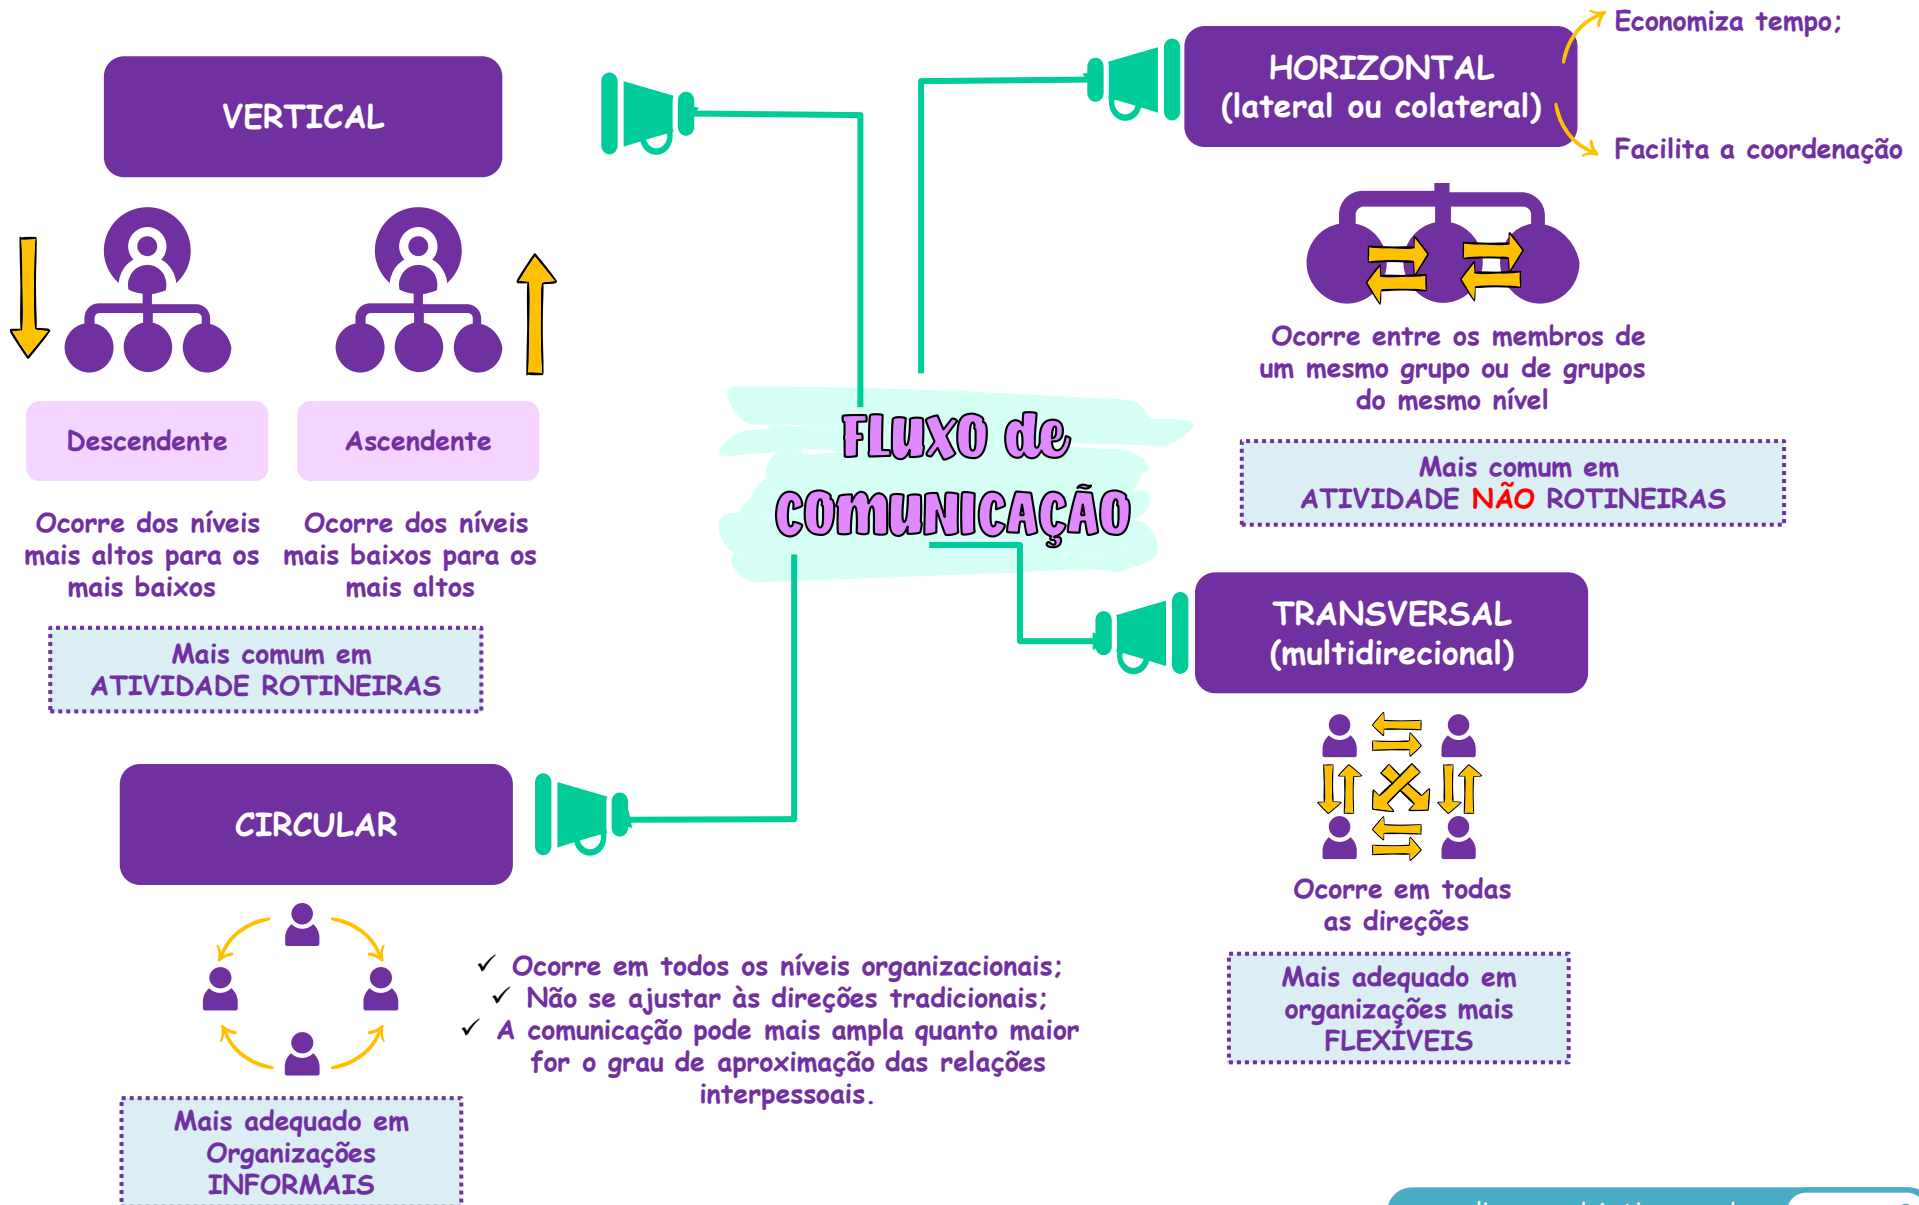 FLUXO de
COMUNICAÇÃO
VERTICAL
Descendente
Ocorre dos níveis
mais altos para os
mais baixos
Ascendente
Ocorre dos níveis
mais baixos para os
mais altos
Mais comum em
ATIVIDADE ROTINEIRAS
HORIZONTAL
(lateral ou colateral)
Economiza tempo;
Facilita a coordenação
Ocorre entre os membros de
um mesmo grupo ou de grupos
do mesmo nível
Mais comum em
ATIVIDADE NÃO ROTINEIRAS
TRANSVERSAL
(multidirecional)
Ocorre em todas
as direções
Mais adequado em
organizações mais
FLEXÍVEIS
CIRCULAR
✓ Ocorre em todos os níveis organizacionais;
✓ Não se ajustar às direções tradicionais;
✓ A comunicação pode mais ampla quanto maior
for o grau de aproximação das relações
interpessoais.
Mais adequado em
Organizações
INFORMAIS